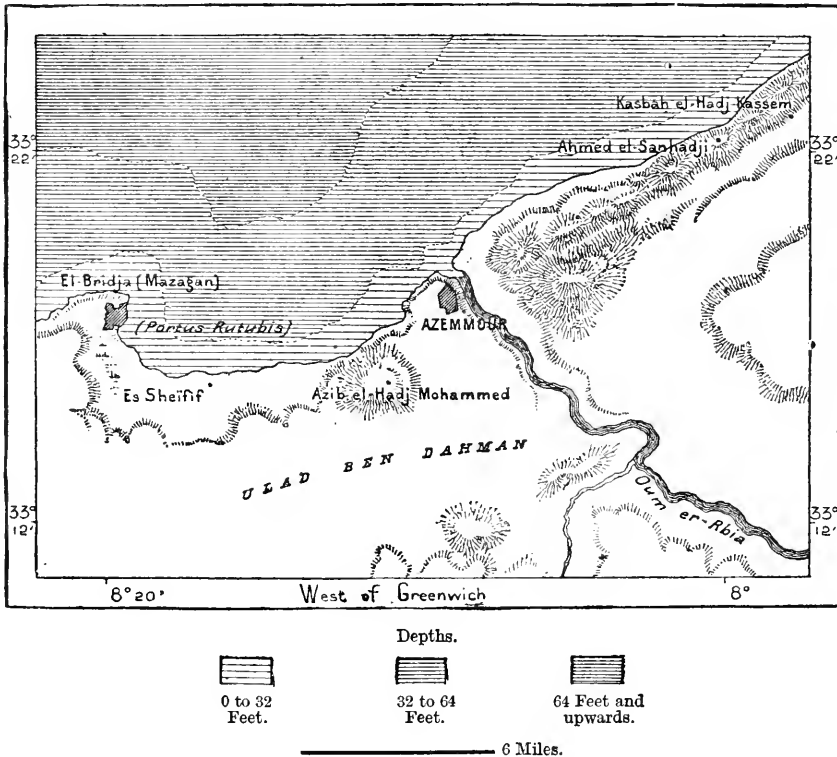 Kasbah el-Hadj Kassem
33°
22'
Ahmed el-Sanhadji
33°
22'
El-Bridja (Mazagan)
(Portus Rutubis)
AZEMMOUR
Es Sheïfif
Azib el-Hadj Mohammed
ULAD BEN DAHMAN
Oum er-Rbia
33°
12'
33°
12'
8°20'
West of Greenwich
8°
Depths.
0 to 32
Feet.
32 to 64
Feet.
64 Feet and
upwards.
6 Miles.